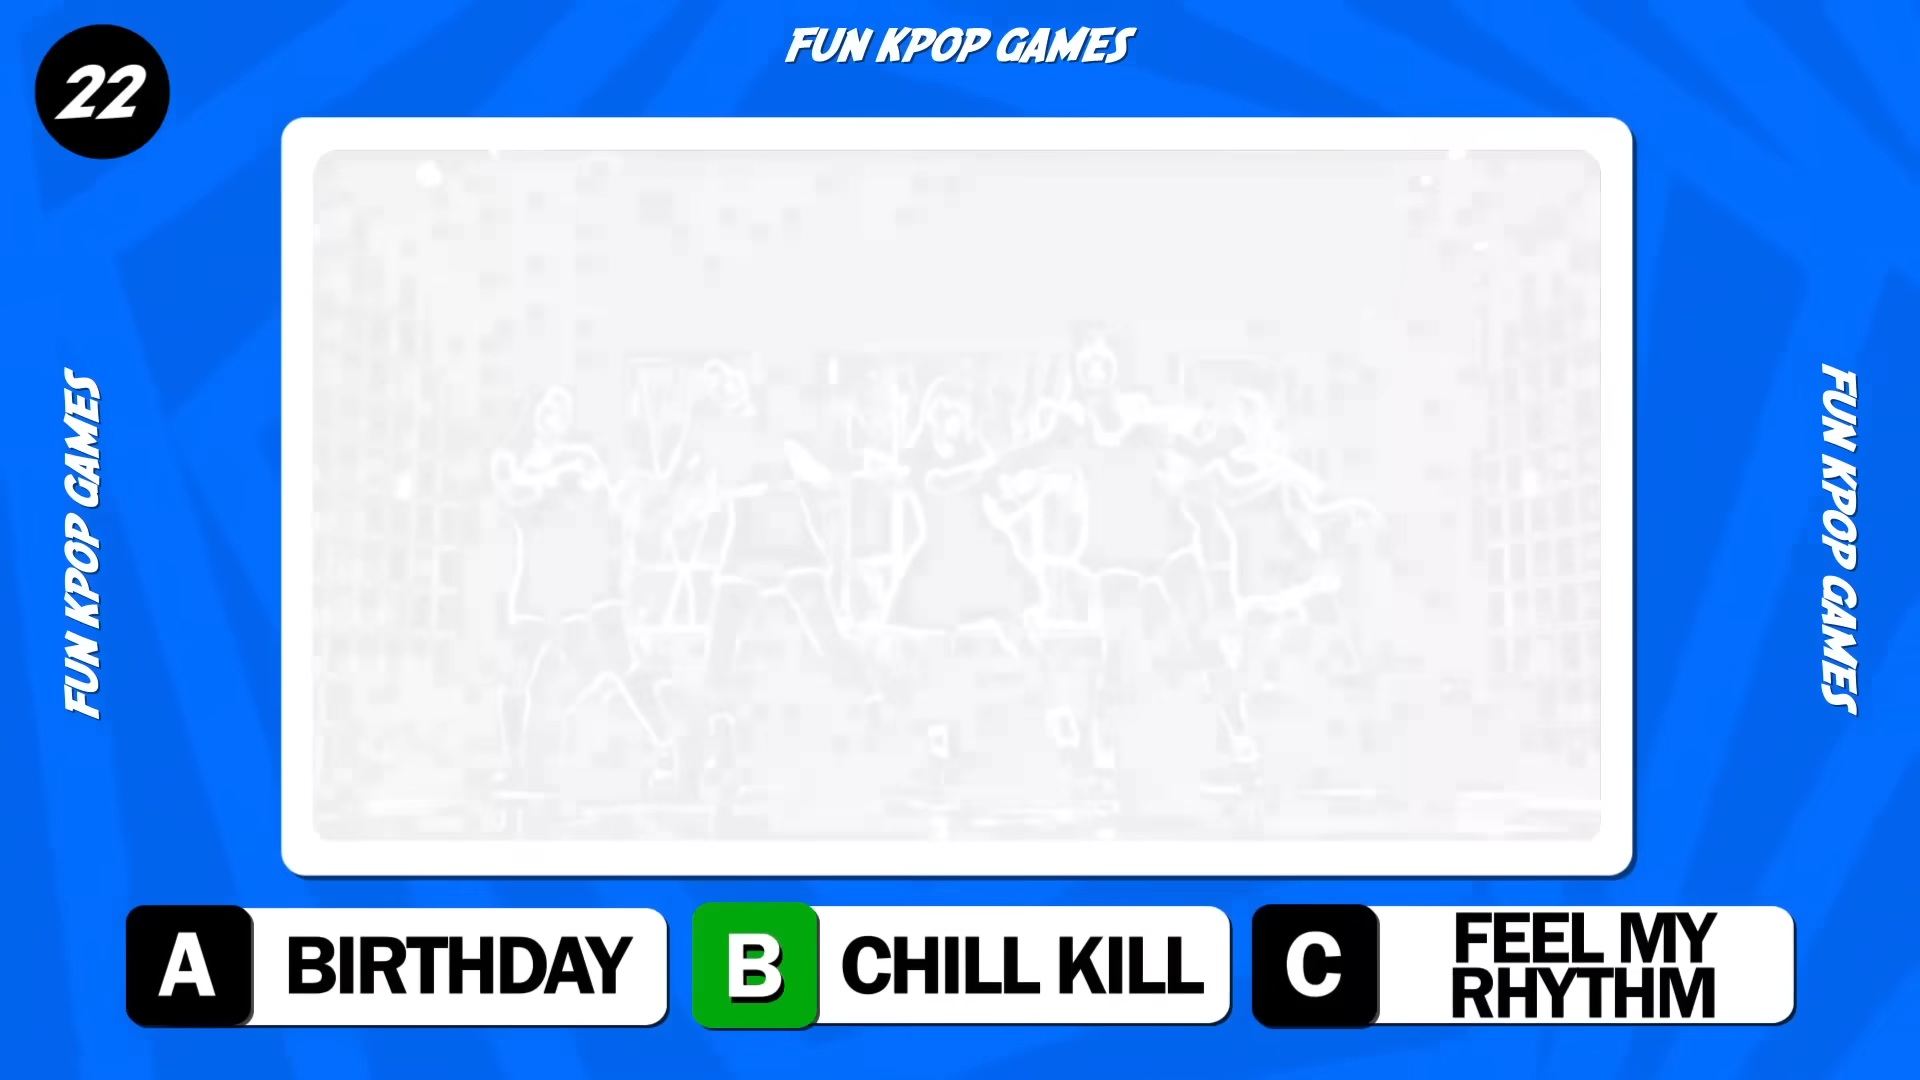 22
FUN KPOP GAMES
FUN KPOP GAMES
FUN KPOP GAMES
A BIRTHDAY
B CHILL KILL
C FEEL MY
RHYTHM